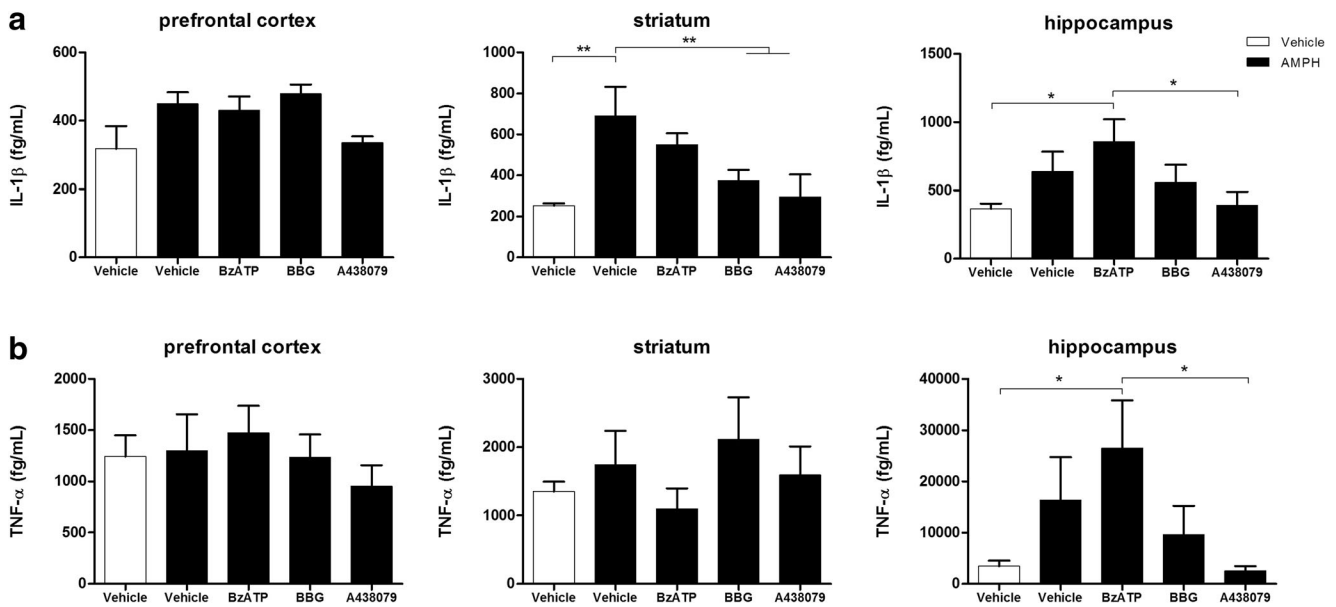 a
prefrontal cortex
IL-1β (fg/mL)
600
400
200
0
Vehicle Vehicle BzATP BBG A438079
striatum
IL-1β (fg/mL)
1000
800
600
400
200
0
** **
Vehicle Vehicle BzATP BBG A438079
hippocampus
IL-1β (fg/mL)
1500
1000
500
0
* *
Vehicle Vehicle BzATP BBG A438079
Vehicle
AMPH
b
prefrontal cortex
TNF-α (fg/mL)
2000
1500
1000
500
0
Vehicle Vehicle BzATP BBG A438079
striatum
TNF-α (fg/mL)
3000
2000
1000
0
Vehicle Vehicle BzATP BBG A438079
hippocampus
TNF-α (fg/mL)
40000
30000
20000
10000
0
* *
Vehicle Vehicle BzATP BBG A438079